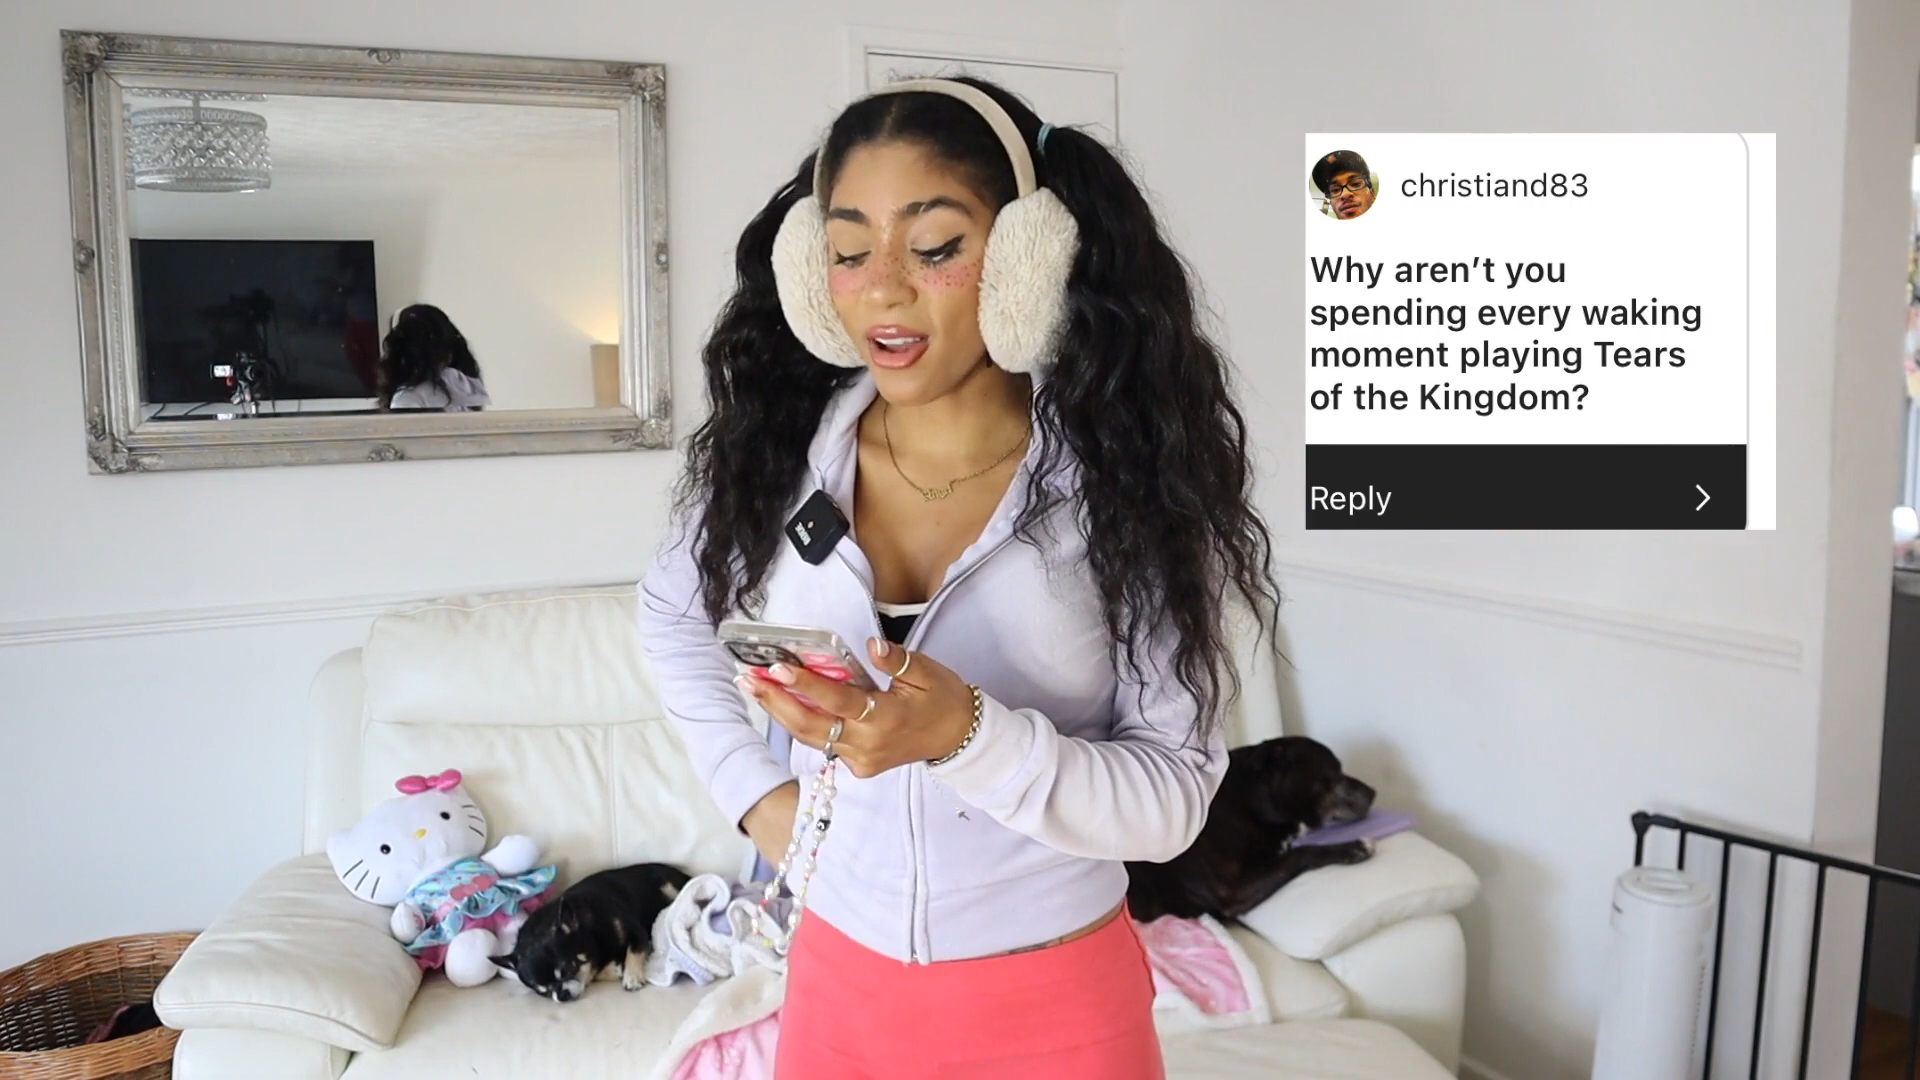 christiand83
Why aren't you
spending every waking
moment playing Tears
of the Kingdom?
Reply